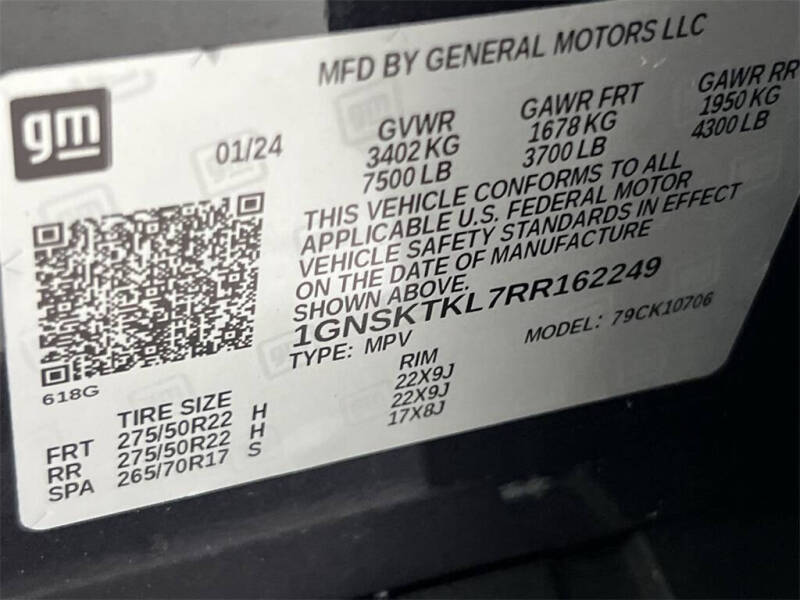 MFD BY GENERAL MOTORS LLC
gm
01/24
GVWR GAWR FRT GAWR RR
3402 KG 1678 KG 1950 KG
7500 LB 3700 LB 4300 LB
THIS VEHICLE CONFORMS TO ALL
APPLICABLE U.S. FEDERAL MOTOR
VEHICLE SAFETY STANDARDS IN EFFECT
ON THE DATE OF MANUFACTURE
SHOWN ABOVE.
1GNSKTKL7RR162249
TYPE: MPV MODEL: 79CK10706
618G
TIRE SIZE RIM
FRT 275/50R22 H 22X9J
RR 275/50R22 H 22X9J
SPA 265/70R17 S 17X8J